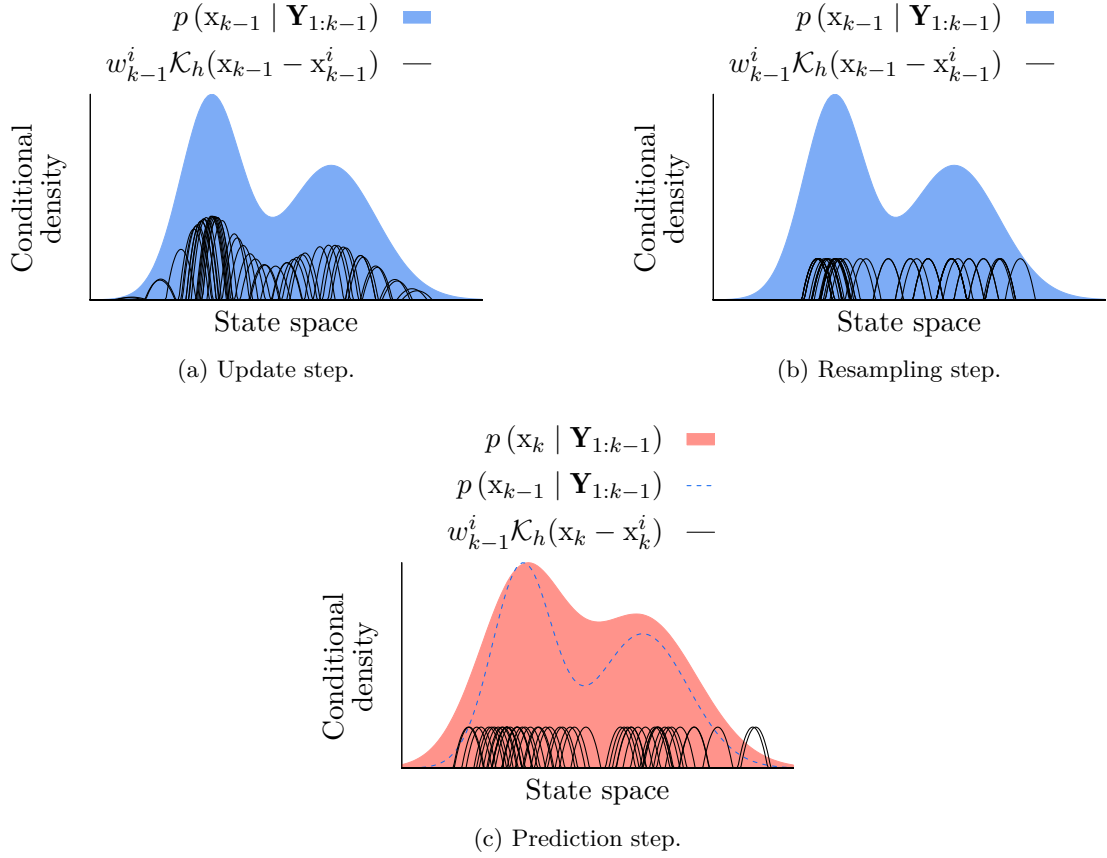 p (x_{k−1} | Y_{1:k−1})
w^i_{k−1} K_h(x_{k−1} − x^i_{k−1})
Conditional
density
State space
(a) Update step.
p (x_{k−1} | Y_{1:k−1})
w^i_{k−1} K_h(x_{k−1} − x^i_{k−1})
Conditional
density
State space
(b) Resampling step.
p (x_k | Y_{1:k−1})
p (x_{k−1} | Y_{1:k−1})
w^i_{k−1} K_h(x_k − x^i_k)
Conditional
density
State space
(c) Prediction step.